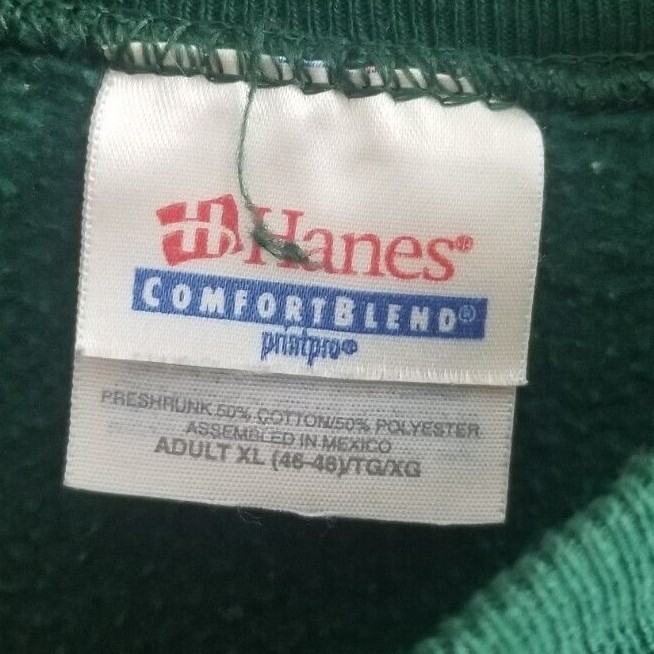 H Hanes®
COMFORTBLEND®
printpro®
PRESHRUNK 50% COTTON/50% POLYESTER
ASSEMBLED IN MEXICO
ADULT XL (46-48)/TG/XG